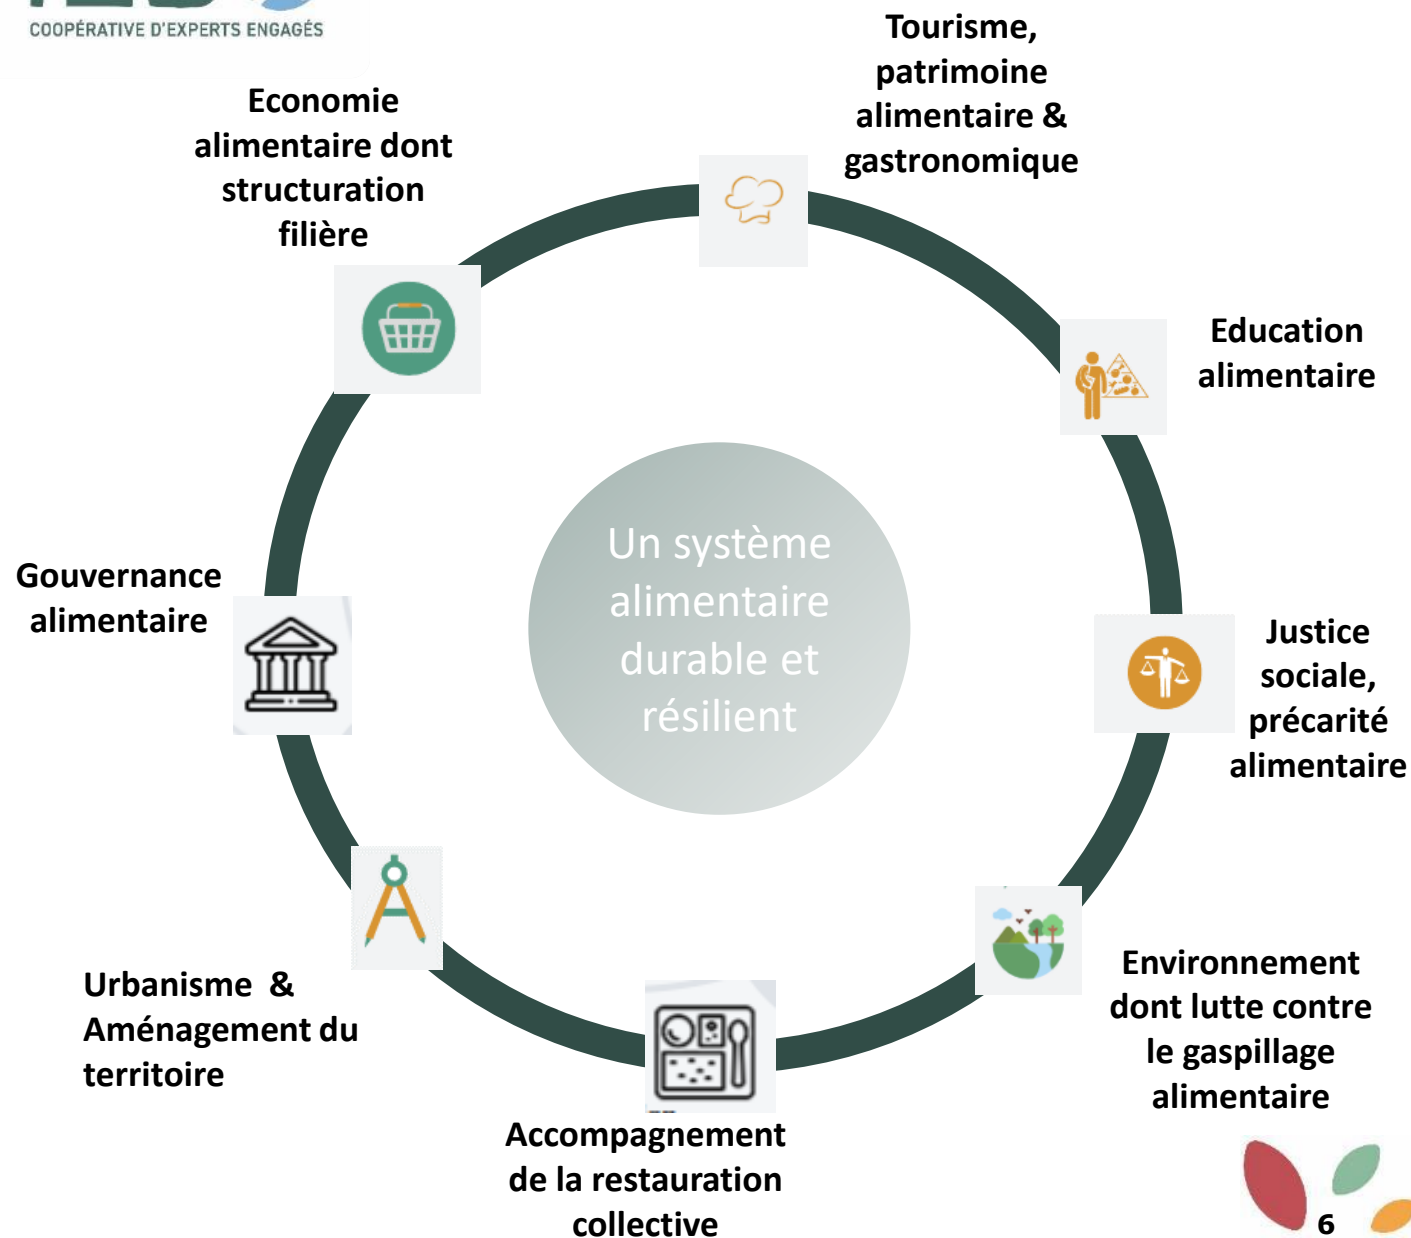 COOPÉRATIVE D'EXPERTS ENGAGÉS
Tourisme,
patrimoine
alimentaire &
gastronomique
Economie
alimentaire dont
structuration
filière
Education
alimentaire
Un système
alimentaire
durable et
résilient
Gouvernance
alimentaire
Justice
sociale,
précarité
alimentaire
Urbanisme &
Aménagement du
territoire
Environnement
dont lutte contre
le gaspillage
alimentaire
Accompagnement
de la restauration
collective
6